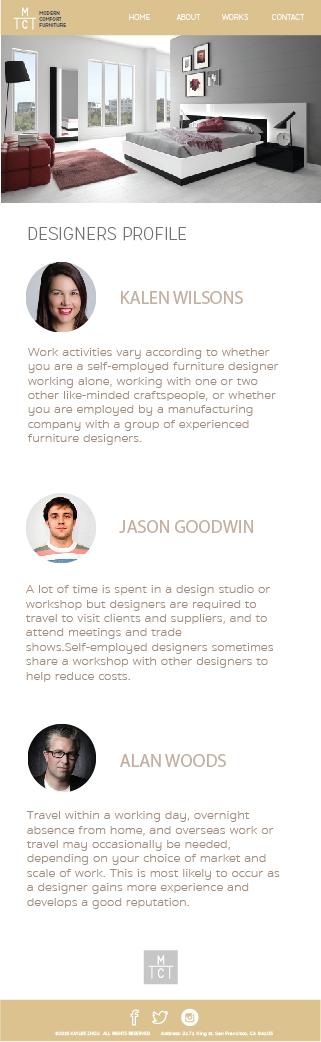 M
TCT
MODERN
COMFORT
FURNITURE
HOME ABOUT WORKS CONTACT
DESIGNERS PROFILE
KALEN WILSONS
Work activities vary according to whether
you are a self-employed furniture designer
working alone, working with one or two
other like-minded craftspeople, or whether
you are employed by a manufacturing
company with a group of experienced
furniture designers.
JASON GOODWIN
A lot of time is spent in a design studio or
workshop but designers are required to
travel to visit clients and suppliers, and to
attend meetings and trade
shows.Self-employed designers sometimes
share a workshop with other designers to
help reduce costs.
ALAN WOODS
Travel within a working day, overnight
absence from home, and overseas work or
travel may occasionally be needed,
depending on your choice of market and
scale of work. This is most likely to occur as
a designer gains more experience and
develops a good reputation.
M
TCT
ALL RIGHTS RESERVED Address: King st. San Francisco, CA